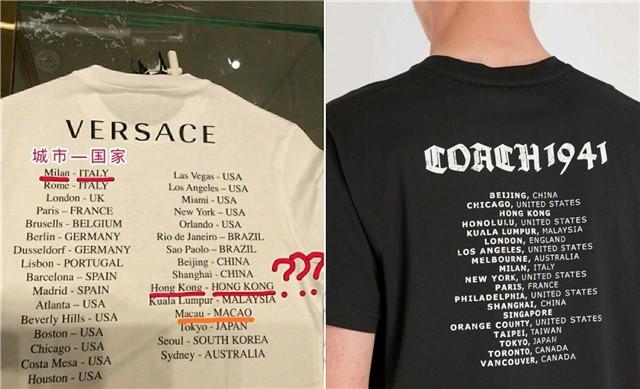 VERSACE
城市—国家
Milan - ITALY
Rome - ITALY
London - UK
Paris – FRANCE
Brusells - BELGIUM
Berlin - GERMANY
Dusseldorf - GERMANY
Lisbon - PORTUGAL
Barcelona – SPAIN
Madrid - SPAIN
Atlanta – USA
Beverly Hills - USA
Boston – USA
Chicago - USA
Costa Mesa - USA
Houston - USA
Las Vegas - USA
Los Angeles – USA
Miami - USA
New York – USA
Orlando - USA
Rio de Janeiro – BRAZIL
Sao Paolo – BRAZIL
Beijing - CHINA
Shanghai - CHINA
Hong Kong - HONG KONG
???
Kuala Lumpur - MALAYSIA
Macau - MACAO
Tokyo - JAPAN
Seoul - SOUTH KOREA
Sydney - AUSTRALIA
COACH1941
BEIJING, CHINA
CHICAGO, UNITED STATES
HONG KONG
HONOLULU, UNITED STATES
KUALA LUMPUR, MALAYSIA
LONDON, ENGLAND
LOS ANGELES, UNITED STATES
MELBOURNE, AUSTRALIA
MILAN, ITALY
NEW YORK, UNITED STATES
PARIS, FRANCE
PHILADELPHIA, UNITED STATES
SHANGHAI, CHINA
SINGAPORE
ORANGE COUNTY, UNITED STATES
TAIPEI, TAIWAN
TOKYO, JAPAN
TORONTO, CANADA
VANCOUVER, CANADA